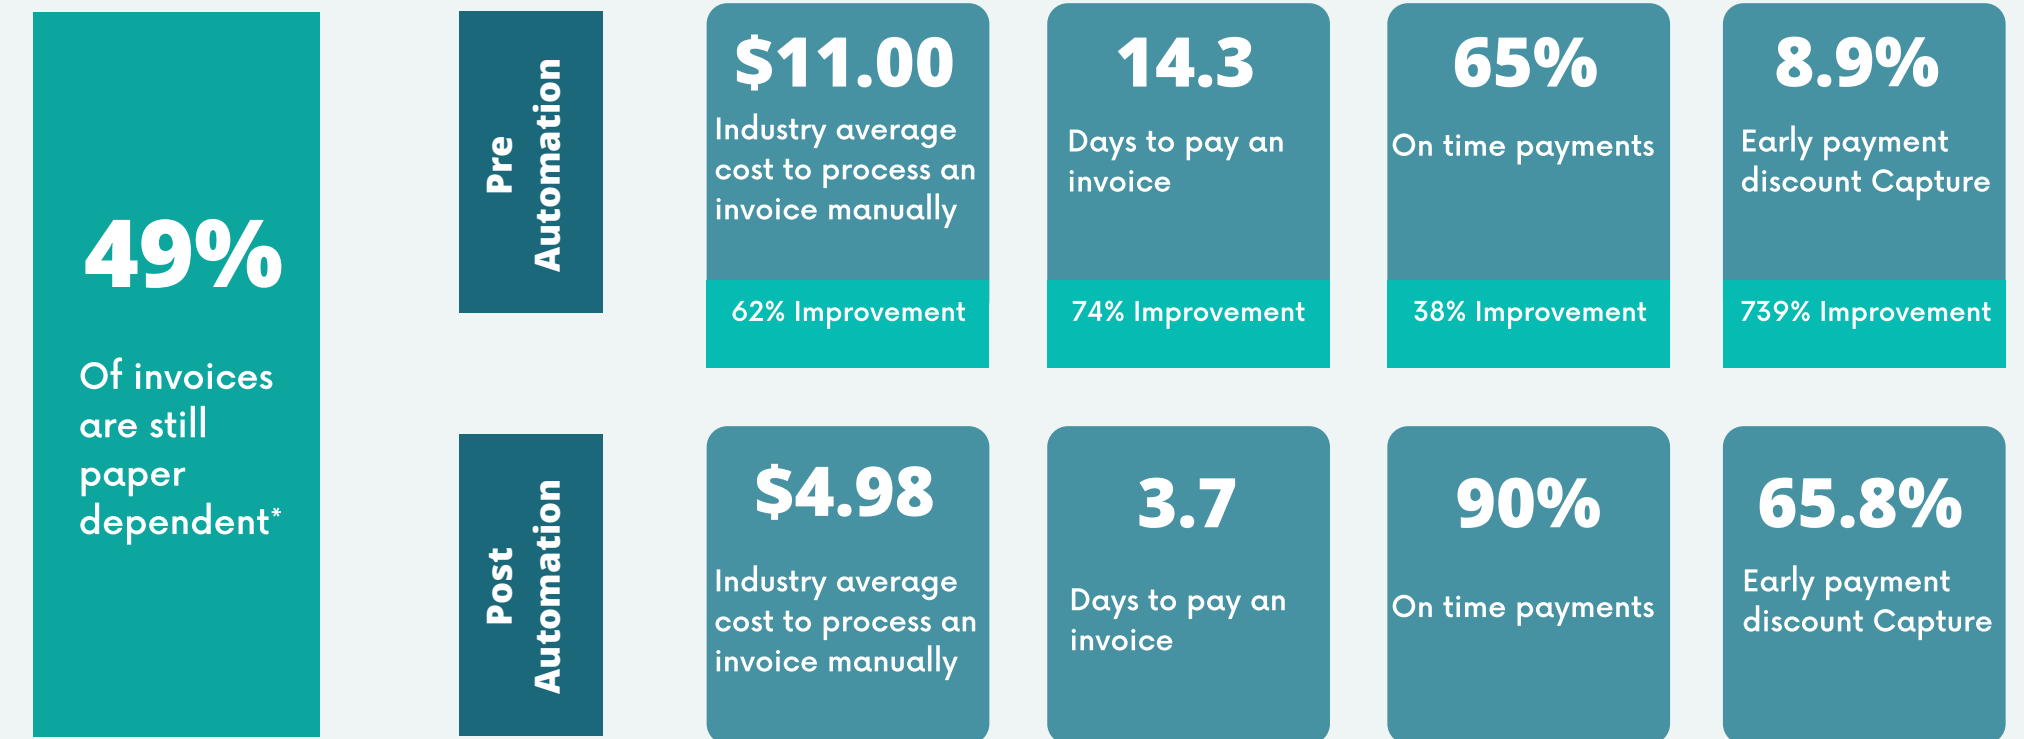 49%
Of invoices
are still
paper
dependent*
Pre
Automation
$11.00
Industry average
cost to process an
invoice manually
62% Improvement
14.3
Days to pay an
invoice
74% Improvement
65%
On time payments
38% Improvement
8.9%
Early payment
discount Capture
739% Improvement
Post
Automation
$4.98
Industry average
cost to process an
invoice manually
3.7
Days to pay an
invoice
90%
On time payments
65.8%
Early payment
discount Capture